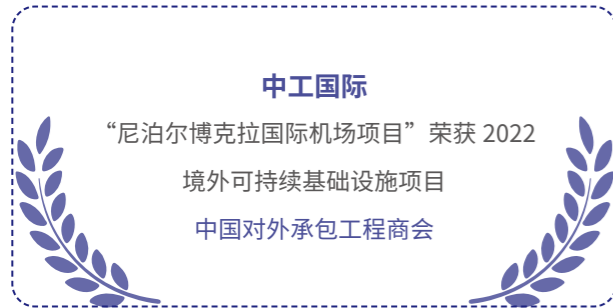 中工国际
“尼泊尔博克拉国际机场项目”荣获 2022
境外可持续基础设施项目
中国对外承包工程商会